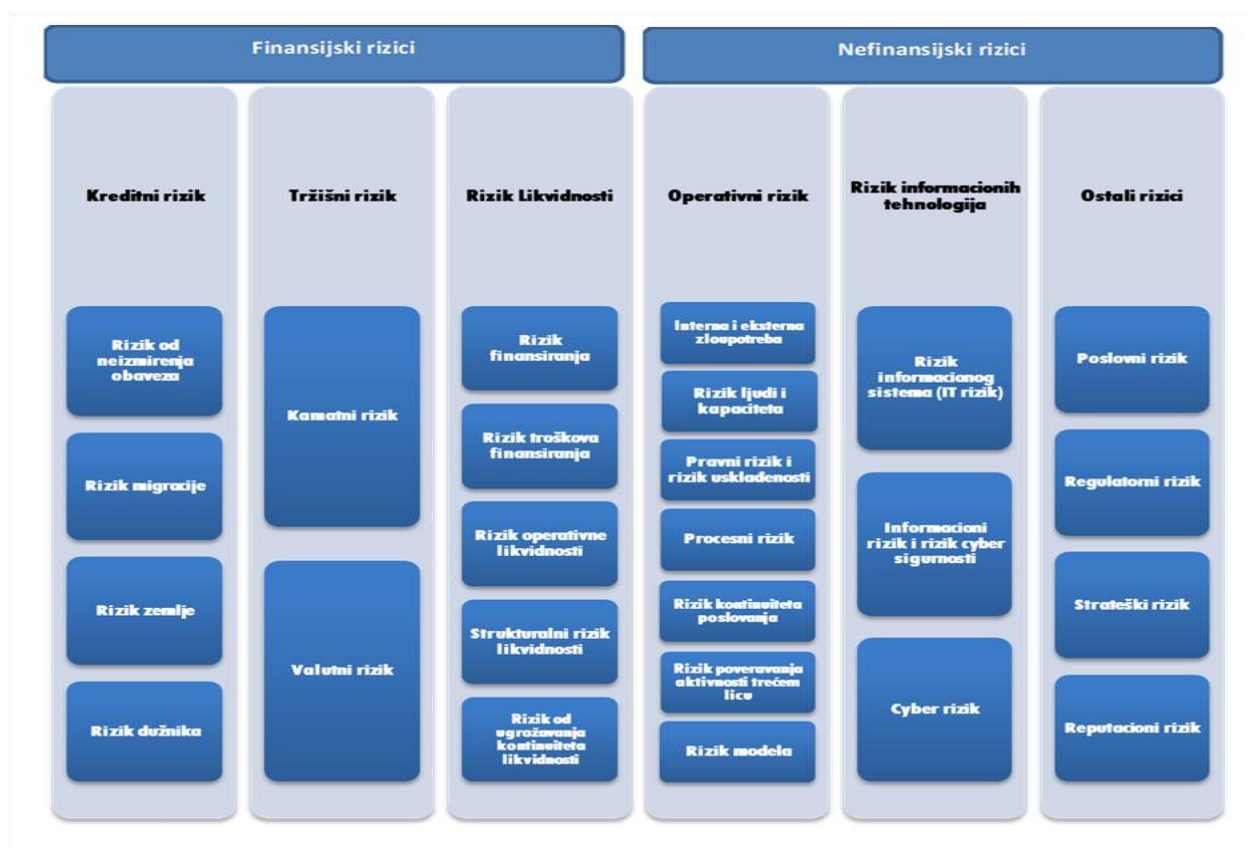 Finansijski rizici
Nefinansijski rizici
Kreditni rizik
Rizik od
neizmirenja
obaveza
Rizik migracije
Rizik zemlje
Rizik dužnika
Tržišni rizik
Kamatni rizik
Valutni rizik
Rizik Likvidnosti
Rizik
finansiranja
Rizik troškova
finansiranja
Rizik operativne
likvidnosti
Strukturalni rizik
likvidnosti
Rizik od
ugrožavanja
kontinuiteta
likvidnosti
Operativni rizik
Interna i eksterna
zloupotreba
Rizik ljudi i
kapaciteta
Pravni rizik i
rizik usklađenosti
Procesni rizik
Rizik kontinuiteta
poslovanja
Rizik poveravanja
aktivnosti trećem
licu
Rizik modela
Rizik informacionih
tehnologija
Rizik
informacionog
sistema (IT rizik)
Informacioni
rizik i rizik cyber
sigurnosti
Cyber rizik
Ostali rizici
Poslovni rizik
Regulatorni rizik
Strateški rizik
Reputacioni rizik